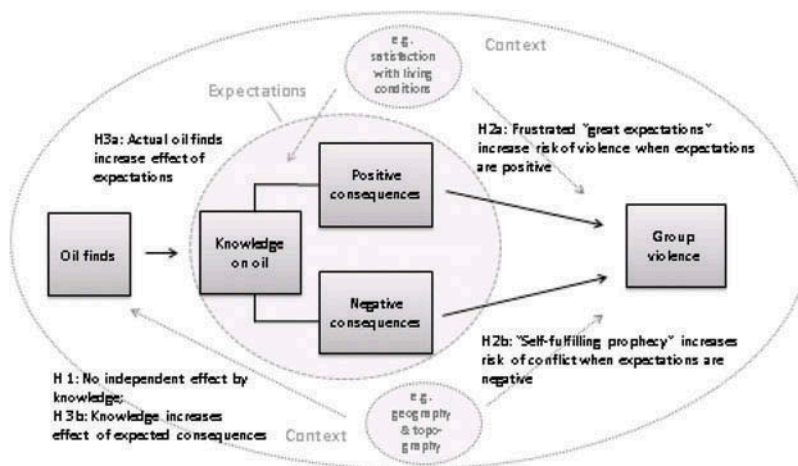 e.g.
satisfaction
with living
conditions
Context
Expectations
H3a: Actual oil finds
increase effect of
expectations
H2a: Frustrated "great expectations"
increase risk of violence when expectations
are positive
Positive
consequences
Oil finds
Knowledge
on oil
Group
violence
Negative
consequences
H2b: "Self-fulfilling prophecy" increases
risk of conflict when expectations are
negative
H1: No independent effect by
knowledge;
H3b: Knowledge increases
effect of expected consequences
Context
e.g.
geography
& topo-
graphy